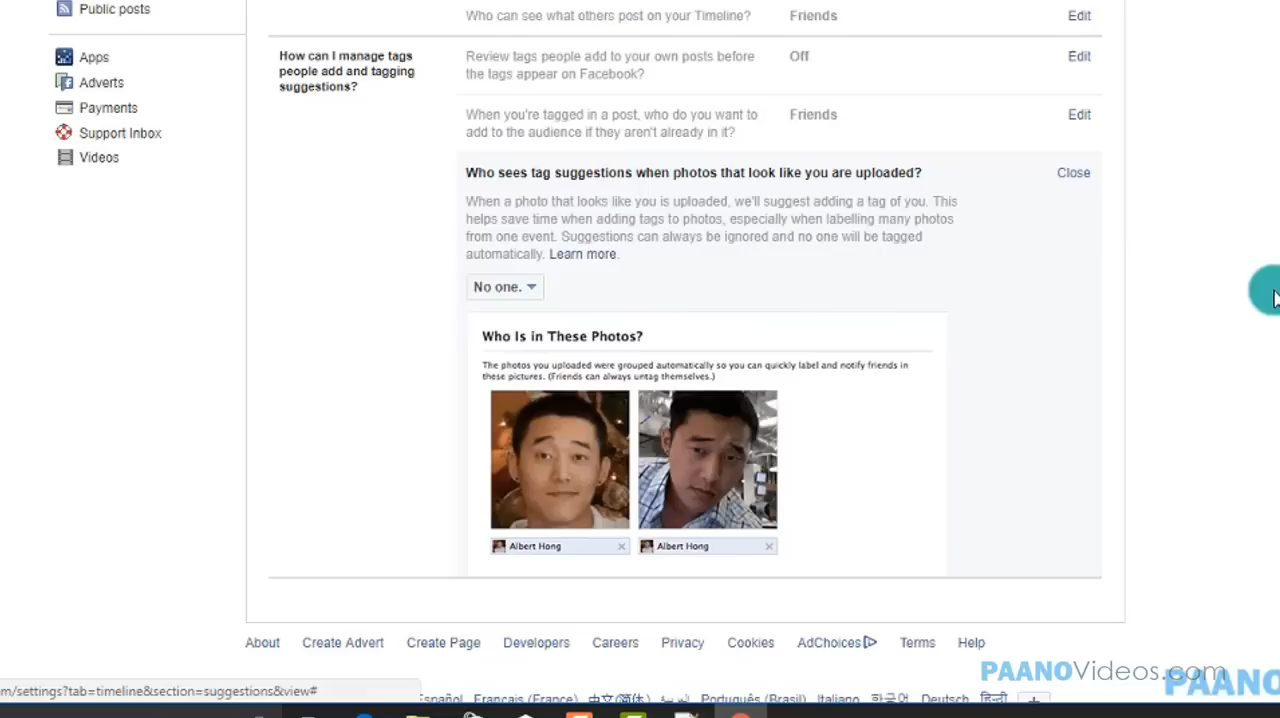 Public posts
Who can see what others post on your Timeline? Friends Edit
Apps
Adverts
Payments
Support Inbox
Videos
How can I manage tags
people add and tagging
suggestions?
Review tags people add to your own posts before
the tags appear on Facebook?
Off Edit
When you're tagged in a post, who do you want to
add to the audience if they aren't already in it?
Friends Edit
Who sees tag suggestions when photos that look like you are uploaded? Close
When a photo that looks like you is uploaded, we'll suggest adding a tag of you. This
helps save time when adding tags to photos, especially when labelling many photos
from one event. Suggestions can always be ignored and no one will be tagged
automatically. Learn more.
No one.
Who Is in These Photos?
The photos you uploaded were grouped automatically so you can quickly label and notify friends in
these pictures. (Friends can always untag themselves.)
Albert Hong Albert Hong
About Create Advert Create Page Developers Careers Privacy Cookies AdChoices Terms Help
PAANOVideos.com PAANO
m/settings?tab=timeline&section=suggestions&view#
Español Français (France) 中文(简体) Português (Brasil) Italiano 한국어 Deutsch हिन्दी +